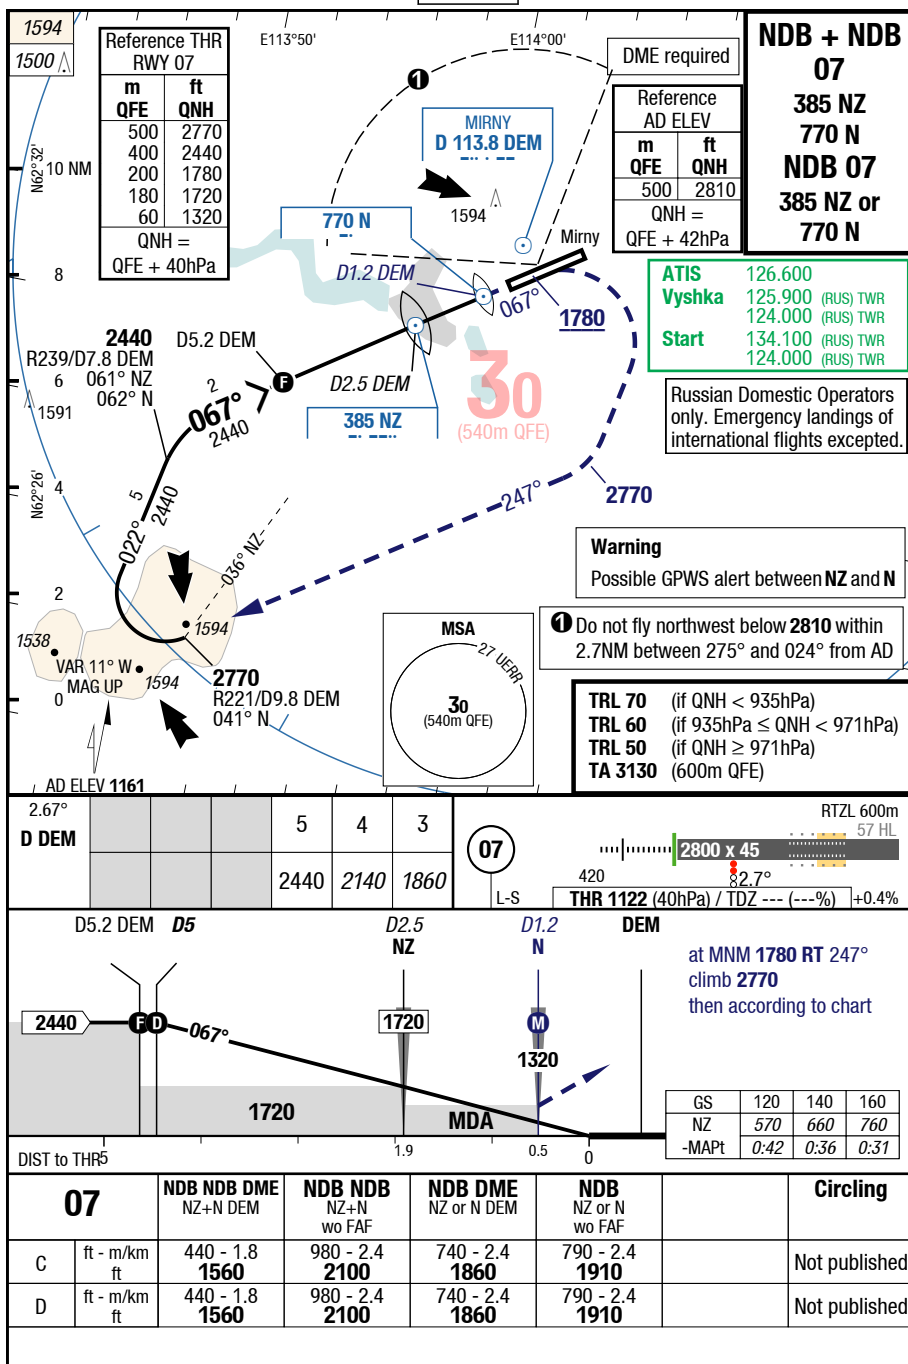 1594
1500
Reference THR
RWY 07
m ft
QFE QNH
500 2770
400 2440
200 1780
180 1720
60 1320
QNH =
QFE + 40hPa
E113°50'
E114°00'
DME required
Reference
AD ELEV
m ft
QFE QNH
500 2810
QNH =
QFE + 42hPa
NDB + NDB
07
385 NZ
770 N
NDB 07
385 NZ or
770 N
N62°32'
10 NM
8
6
4
2
0
N62°26'
1
MIRNY
D 113.8 DEM
1594
770 N
Mirny
D1.2 DEM
067°
1780
ATIS 126.600
Vyshka 125.900 (RUS) TWR
124.000 (RUS) TWR
Start 134.100 (RUS) TWR
124.000 (RUS) TWR
2440
R239/D7.8 DEM
061° NZ
062° N
D5.2 DEM
F
D2.5 DEM
385 NZ
30
(540m QFE)
1591
2
067°
2440
Russian Domestic Operators
only. Emergency landings of
international flights excepted.
5
2440
022°
036° NZ
247°
2770
Warning
Possible GPWS alert between NZ and N
1 Do not fly northwest below 2810 within
2.7NM between 275° and 024° from AD
1538
1594
VAR 11° W
MAG UP
1594
2770
R221/D9.8 DEM
041° N
AD ELEV 1161
MSA
27 UERR
30
(540m QFE)
TRL 70 (if QNH < 935hPa)
TRL 60 (if 935hPa ≤ QNH < 971hPa)
TRL 50 (if QNH ≥ 971hPa)
TA 3130 (600m QFE)
2.67°
D DEM
5 4 3
2440 2140 1860
07
L-S
RTZL 600m
57 HL
2800 x 45
420
2.7°
THR 1122 (40hPa) / TDZ --- (---%)
+0.4%
D5.2 DEM D5 D2.5 D1.2 DEM
NZ N
2440
F D
067°
1720
M
1320
at MNM 1780 RT 247°
climb 2770
then according to chart
1720
MDA
GS 120 140 160
NZ 570 660 760
-MAPt 0:42 0:36 0:31
DIST to THR 5 1.9 0.5 0
07
NDB NDB DME
NZ+N DEM
NDB NDB
NZ+N
wo FAF
NDB DME
NZ or N DEM
NDB
NZ or N
wo FAF
Circling
C ft - m/km 440 - 1.8 980 - 2.4 740 - 2.4 790 - 2.4 Not published
ft 1560 2100 1860 1910
D ft - m/km 440 - 1.8 980 - 2.4 740 - 2.4 790 - 2.4 Not published
ft 1560 2100 1860 1910